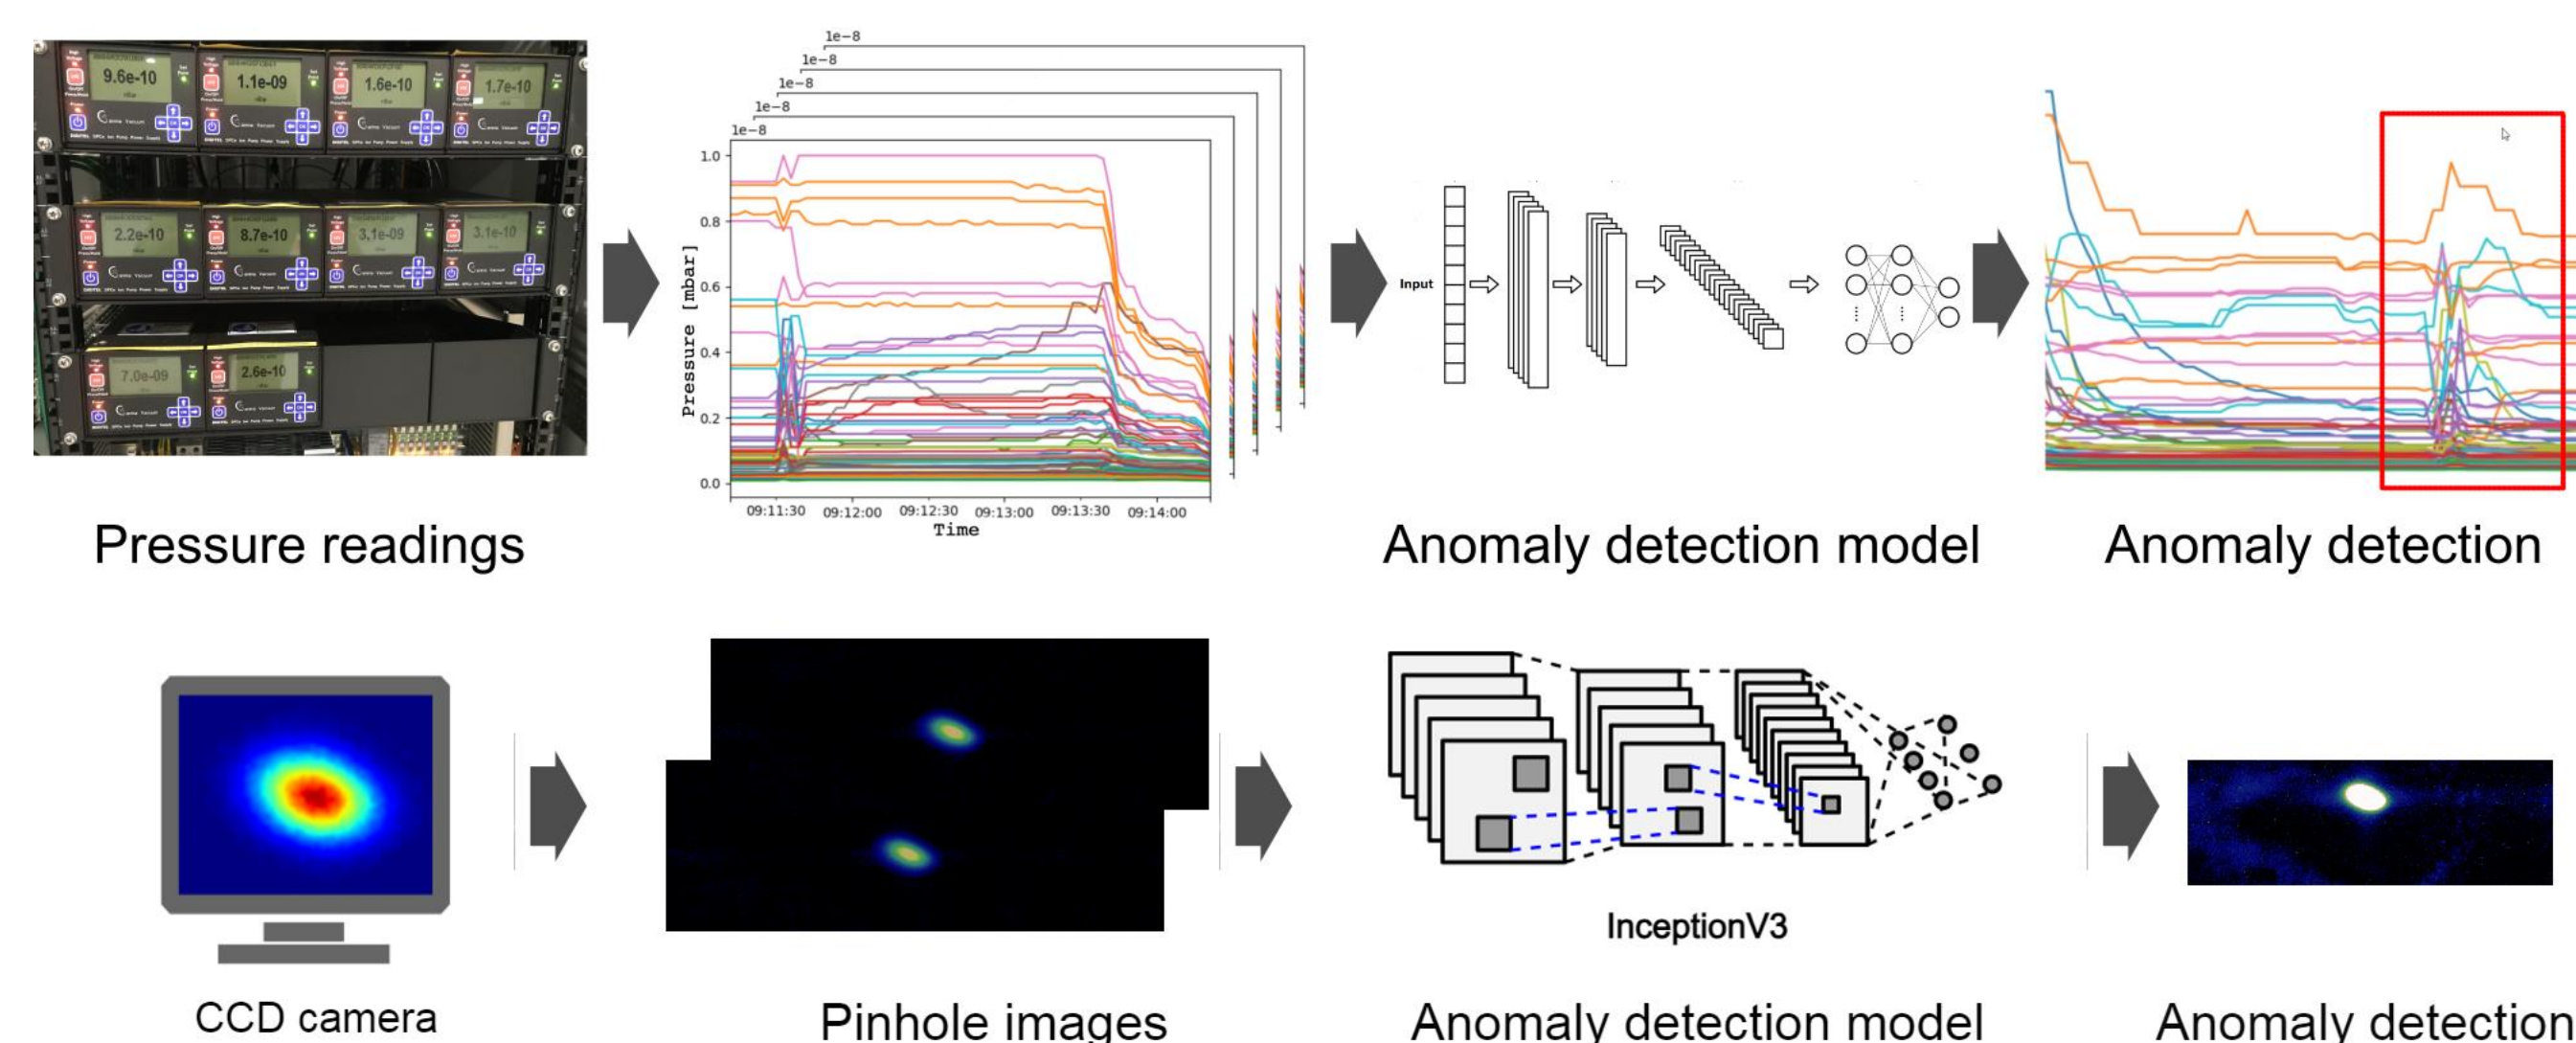 9.6e-10
1.1e-09
1.6e-10
1.7e-10
2.2e-10
8.7e-10
3.1e-09
3.1e-10
7.0e-09
2.6e-10
1e-8
1e-8
1e-8
1e-8
1e-8
1.0
0.8
0.6
0.4
0.2
0.0
Pressure [mbar]
09:11:30 09:12:00 09:12:30 09:13:00 09:13:30 09:14:00
Time
Input
Pressure readings
Anomaly detection model
Anomaly detection
InceptionV3
CCD camera
Pinhole images
Anomaly detection model
Anomaly detection